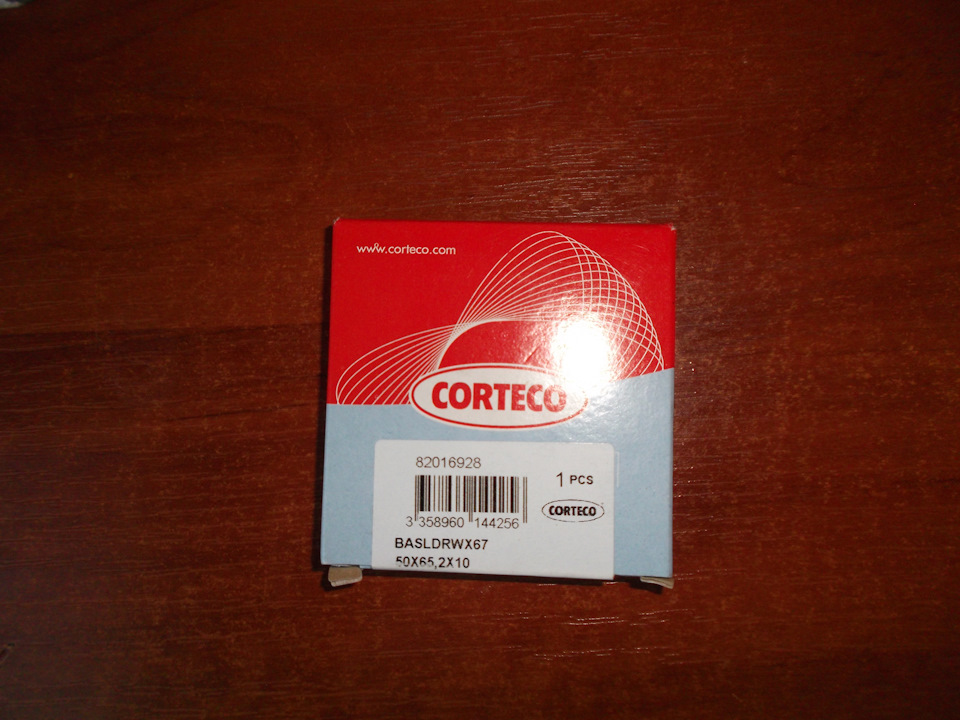 www.corteco.com
CORTECO
82016928
1 PCS
CORTECO
3 358960 144256
BASLDRWX67
50X65,2X10